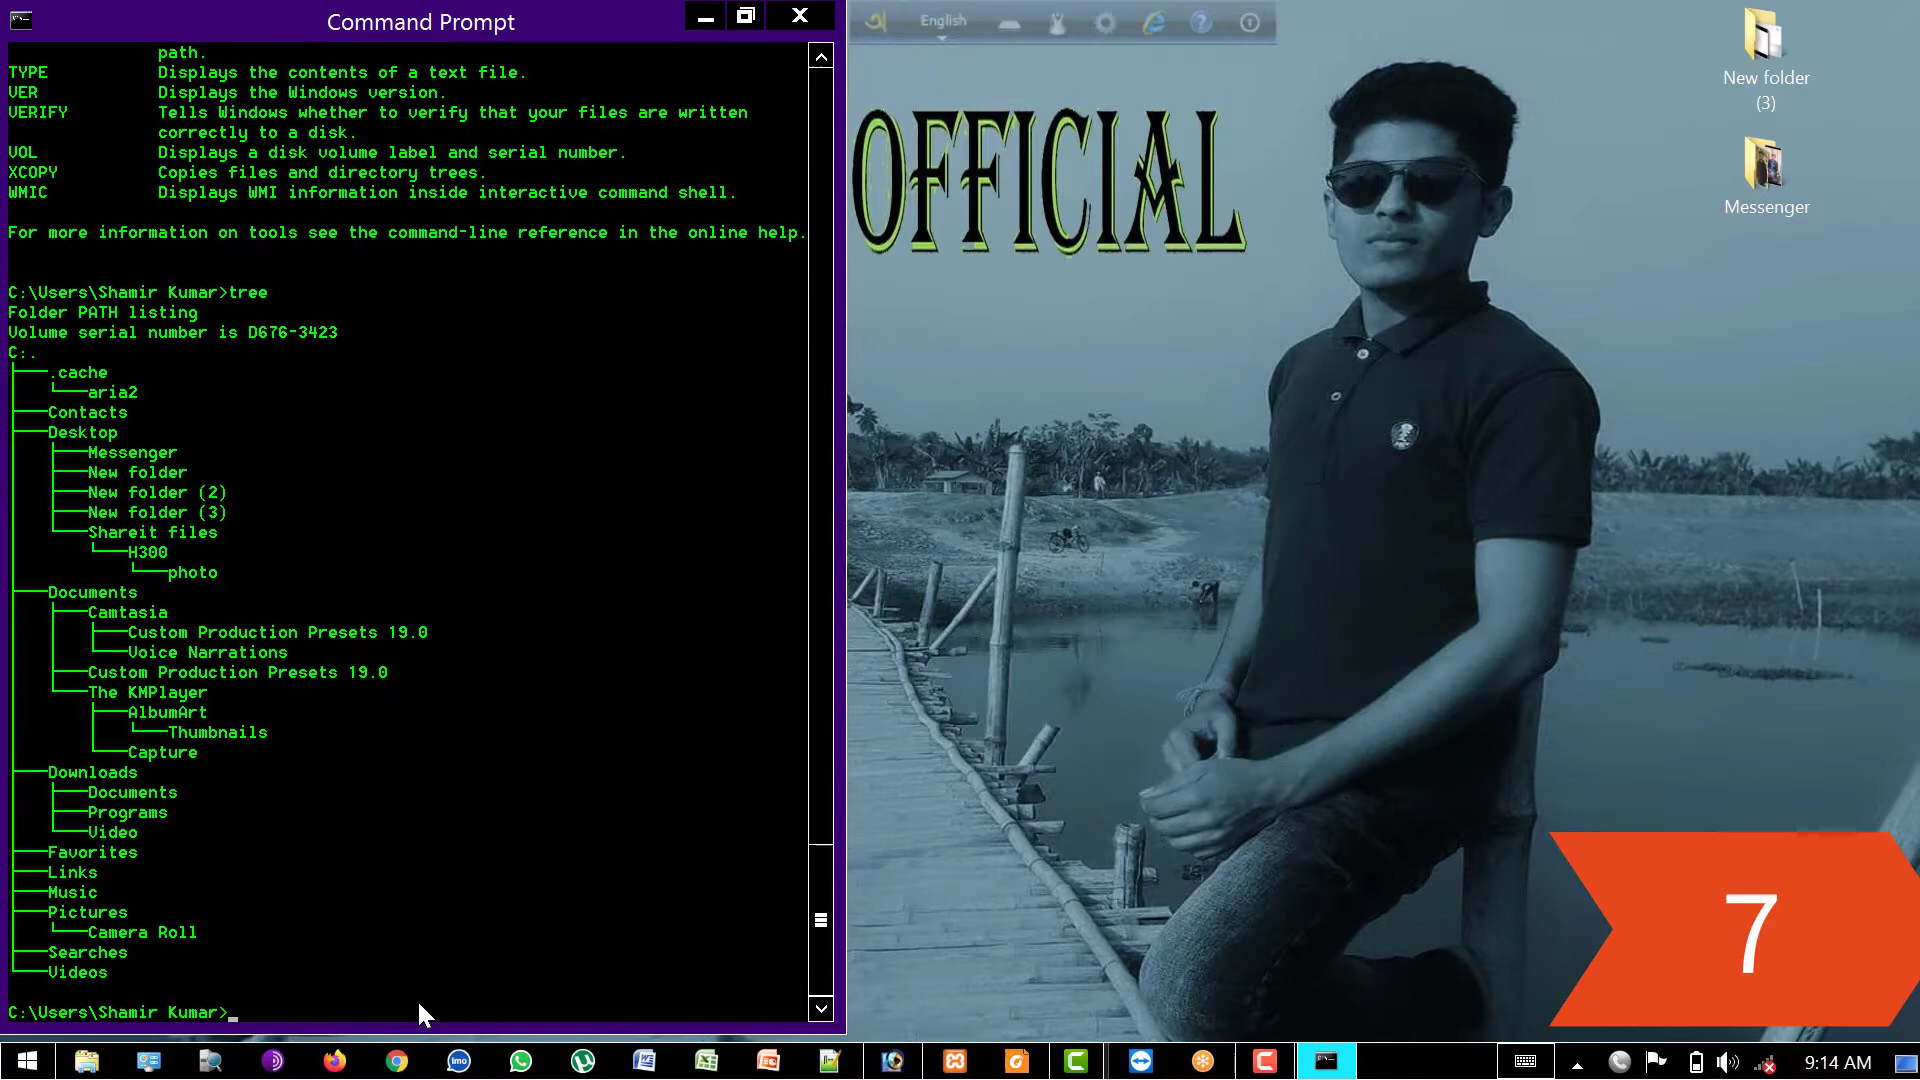 Command Prompt
path.
TYPE Displays the contents of a text file.
VER Displays the Windows version.
VERIFY Tells Windows whether to verify that your files are written
correctly to a disk.
VOL Displays a disk volume label and serial number.
XCOPY Copies files and directory trees.
WMIC Displays WMI information inside interactive command shell.
For more information on tools see the command-line reference in the online help.
C:\Users\Shamir Kumar>tree
Folder PATH listing
Volume serial number is D676-3423
C:.
├───.cache
│   └───aria2
├───Contacts
├───Desktop
│   ├───Messenger
│   ├───New folder
│   ├───New folder (2)
│   ├───New folder (3)
│   └───Shareit files
│       └───H300
│           └───photo
├───Documents
│   ├───Camtasia
│   │   ├───Custom Production Presets 19.0
│   │   └───Voice Narrations
│   ├───Custom Production Presets 19.0
│   └───The KMPlayer
│       ├───AlbumArt
│       │   └───Thumbnails
│       └───Capture
├───Downloads
│   ├───Documents
│   ├───Programs
│   └───Video
├───Favorites
├───Links
├───Music
├───Pictures
│   └───Camera Roll
├───Searches
└───Videos
C:\Users\Shamir Kumar>_
অ English
OFFICIAL
New folder
(3)
Messenger
7
9:14 AM